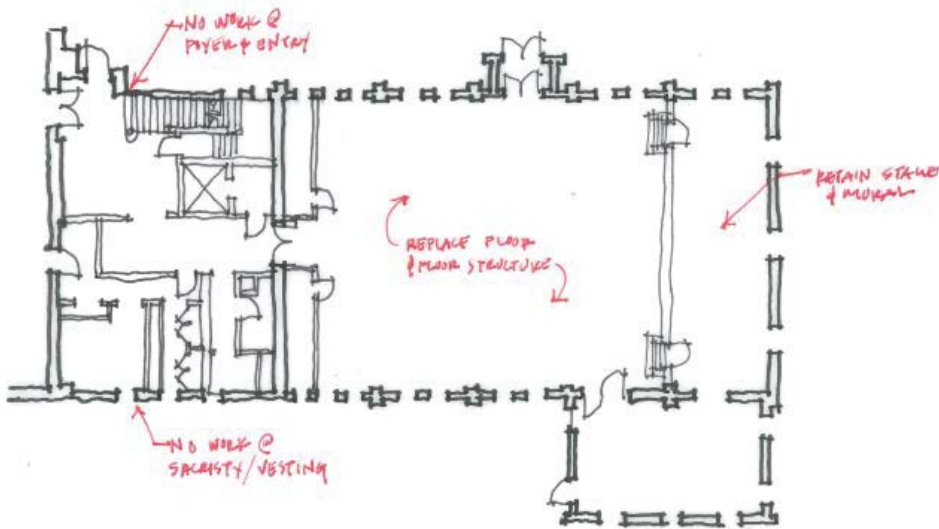 NO WORK @
FOYER & ENTRY
RETAIN STAGE
& MURAL
REPLACE FLOOR
& FLOOR STRUCTURE
NO WORK @
SACRISTY/VESTING